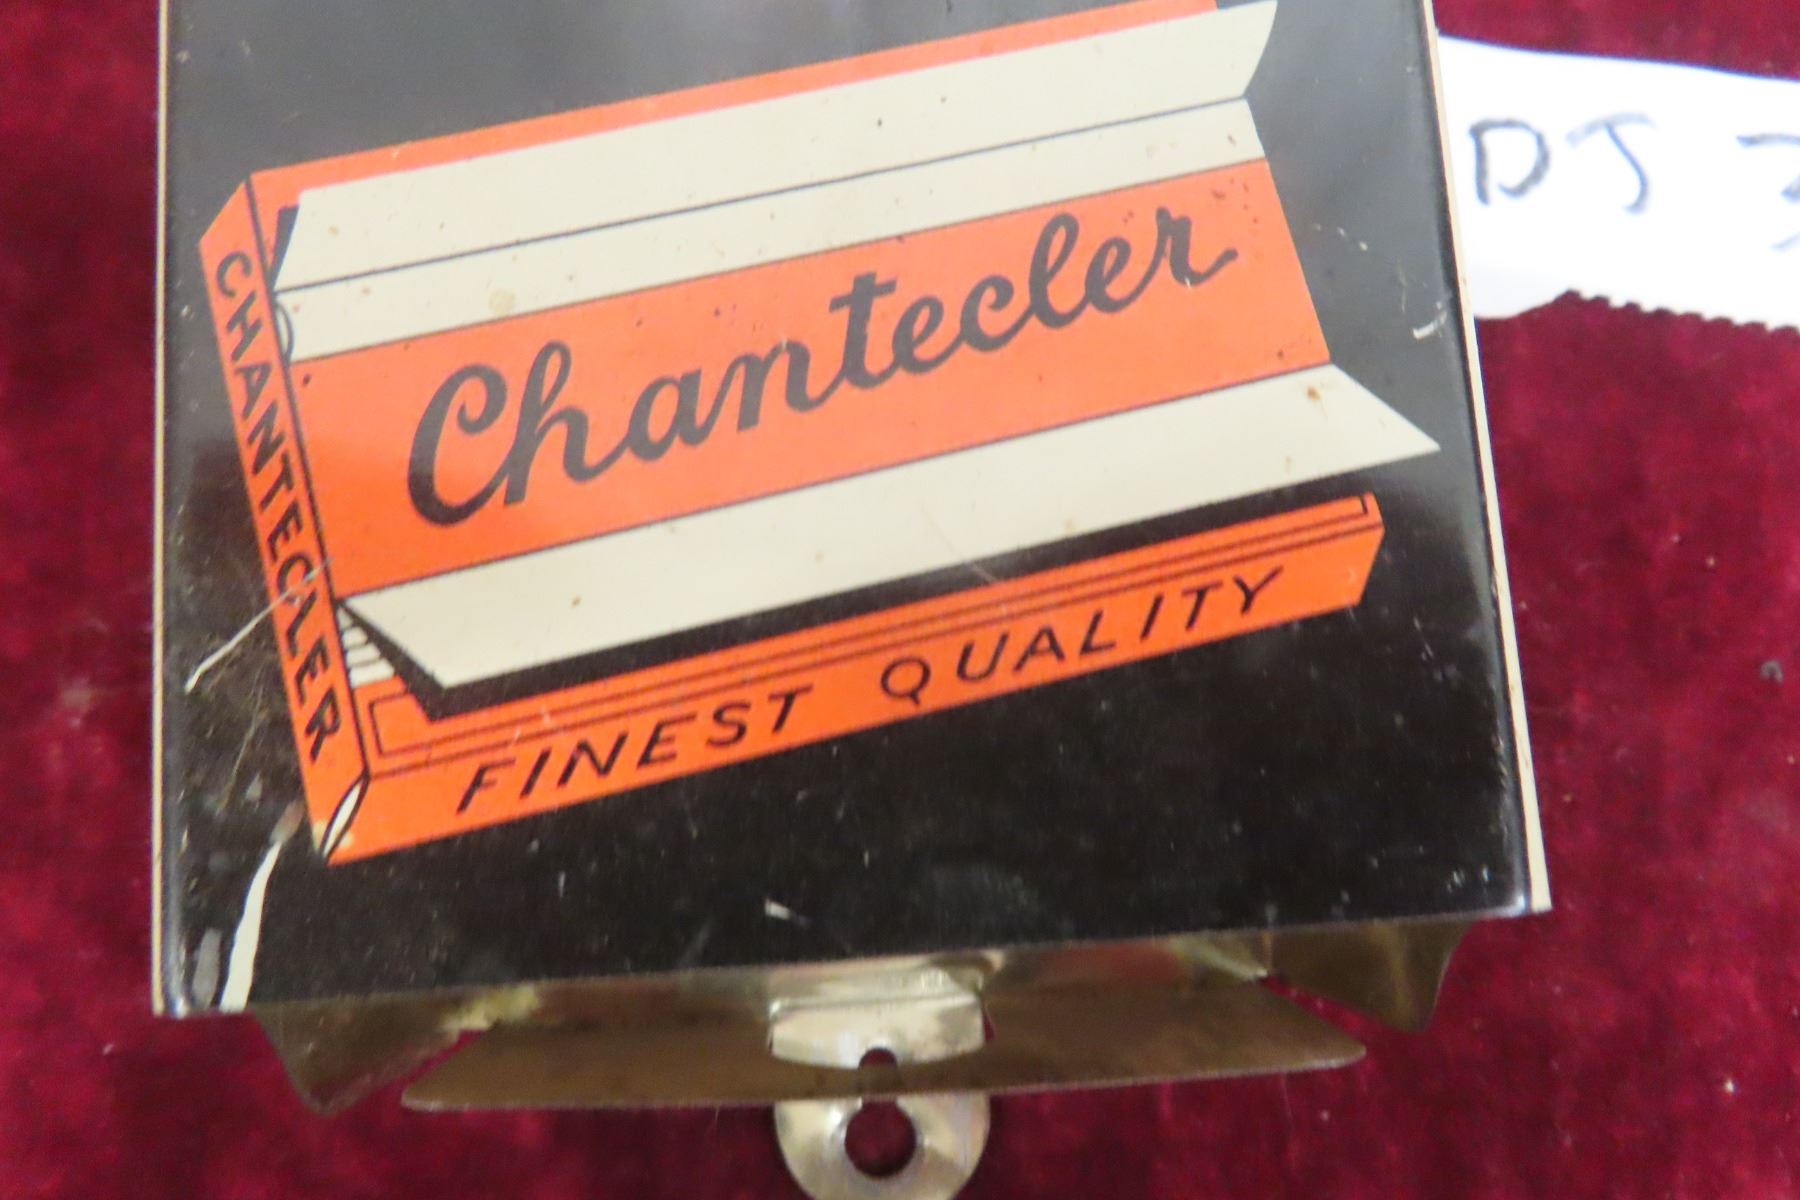 CHANTECLER
Chantecler
FINEST QUALITY
DJ